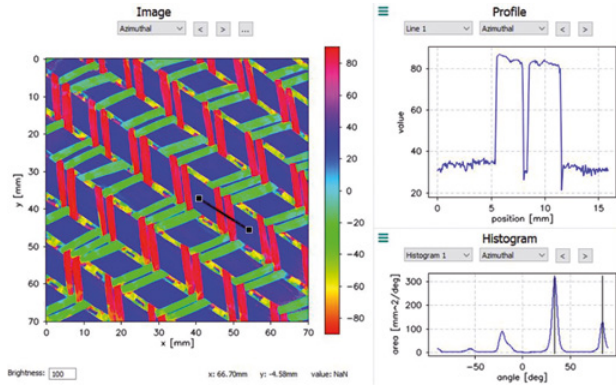 Image
Azimuthal
<
>
...
0
10
20
30
40
50
60
70
y [mm]
0
10
20
30
40
50
60
70
x [mm]
80
60
40
20
0
-20
-40
-60
-80
Brightness: 100
x: 66.70mm
y: -4.58mm
value: NaN
Profile
Line 1
Azimuthal
<
>
80
60
40
20
value
0
5
10
15
position [mm]
Histogram
Histogram 1
Azimuthal
<
>
300
200
100
0
area [mm~2/deg]
-50
0
50
angle [deg]